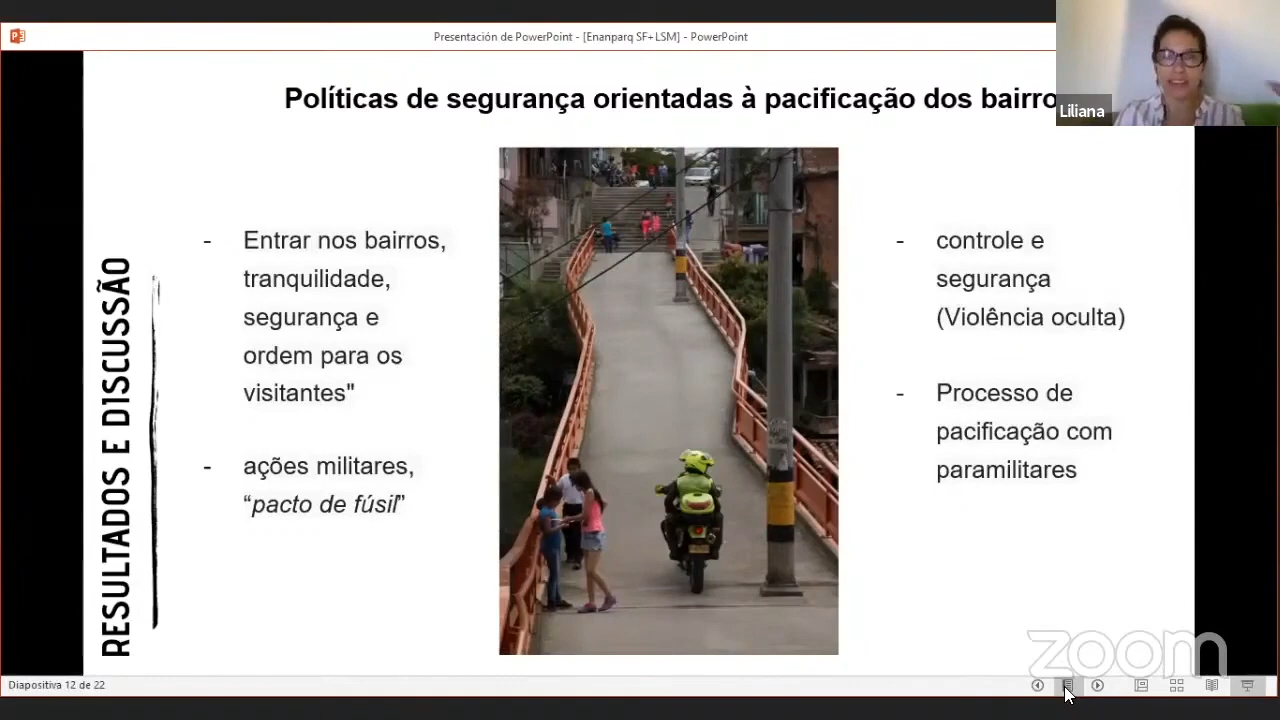 Presentación de PowerPoint - [Enanparq SF+LSM] - PowerPoint
Liliana
Políticas de segurança orientadas à pacificação dos bairro
RESULTADOS E DISCUSSÃO
- Entrar nos bairros,
tranquilidade,
segurança e
ordem para os
visitantes"
- ações militares,
“pacto de fúsil”
- controle e
segurança
(Violência oculta)
- Processo de
pacificação com
paramilitares
zoom
Diapositiva 12 de 22